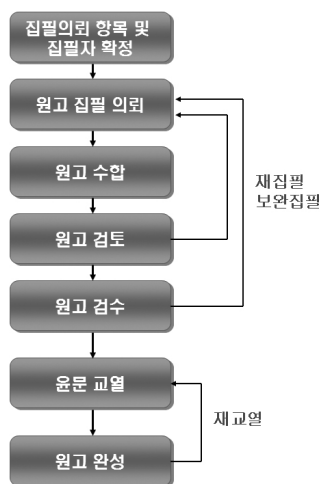 집필의뢰 항목 및
집필자 확정
원고 집필 의뢰
원고 수합
재집필
보완집필
원고 검토
원고 검수
윤문 교열
재교열
원고 완성